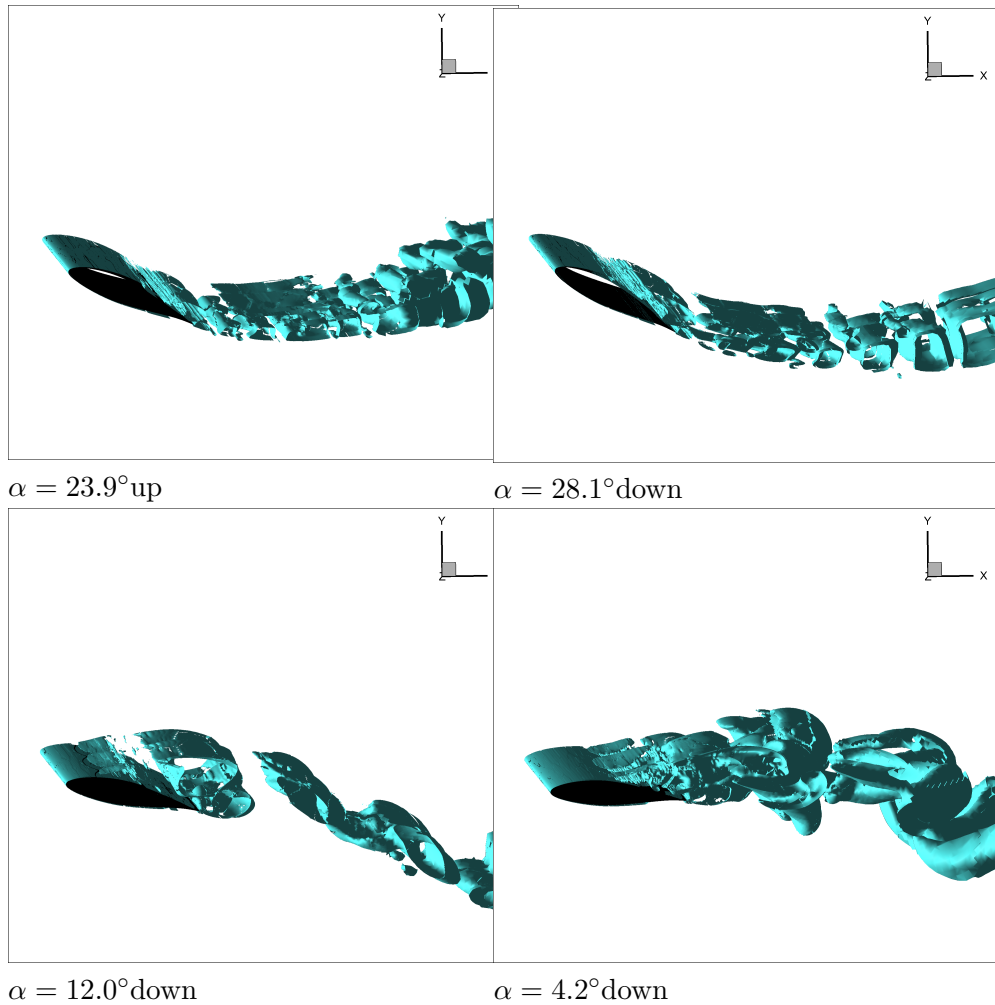 Y
Z
Y
X
Z
α = 23.9°up
α = 28.1°down
Y
Z
Y
X
Z
α = 12.0°down
α = 4.2°down